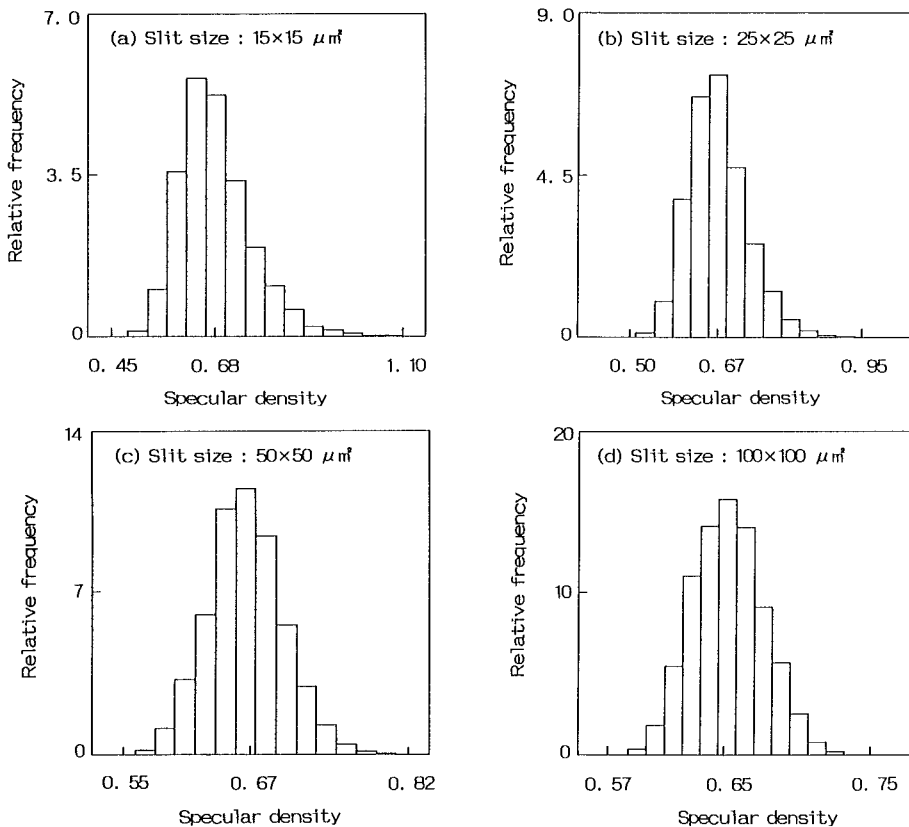 7. 0
(a) Slit size : 15×15 μ㎡
Relative frequency
3. 5
0
0. 45
0. 68
1. 10
Specular density
9. 0
(b) Slit size : 25×25 μ㎡
Relative frequency
4. 5
0
0. 50
0. 67
0. 95
Specular density
14
(c) Slit size : 50×50 μ㎡
Relative frequency
7
0
0. 55
0. 67
0. 82
Specular density
20
(d) Slit size : 100×100 μ㎡
Relative frequency
10
0
0. 57
0. 65
0. 75
Specular density